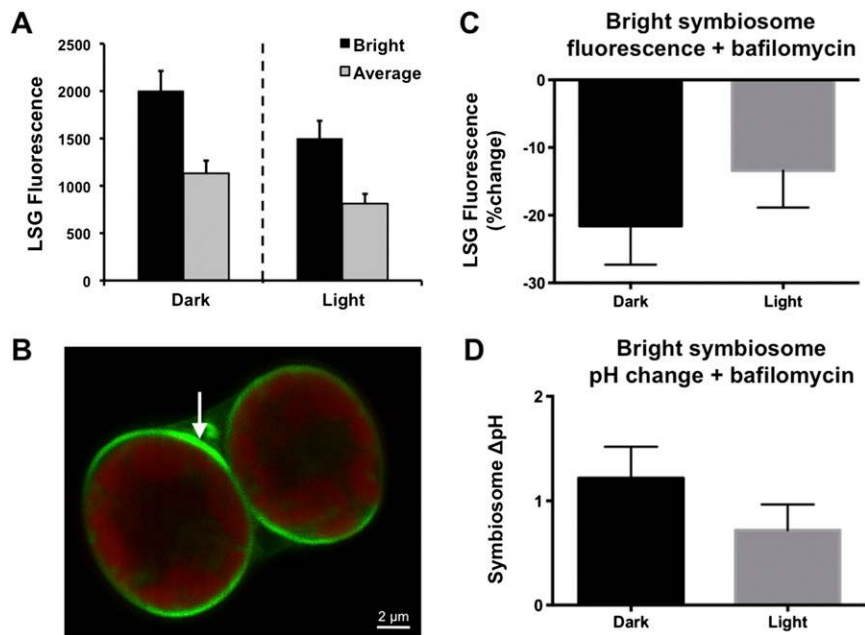 A
LSG Fluorescence
2500
2000
1500
1000
500
0
Bright
Average
Dark
Light
B
2 µm
C
Bright symbiosome
fluorescence + bafilomycin
LSG Fluorescence
(%change)
0
-10
-20
-30
Dark
Light
D
Bright symbiosome
pH change + bafilomycin
Symbiosome ΔpH
2
1
0
Dark
Light